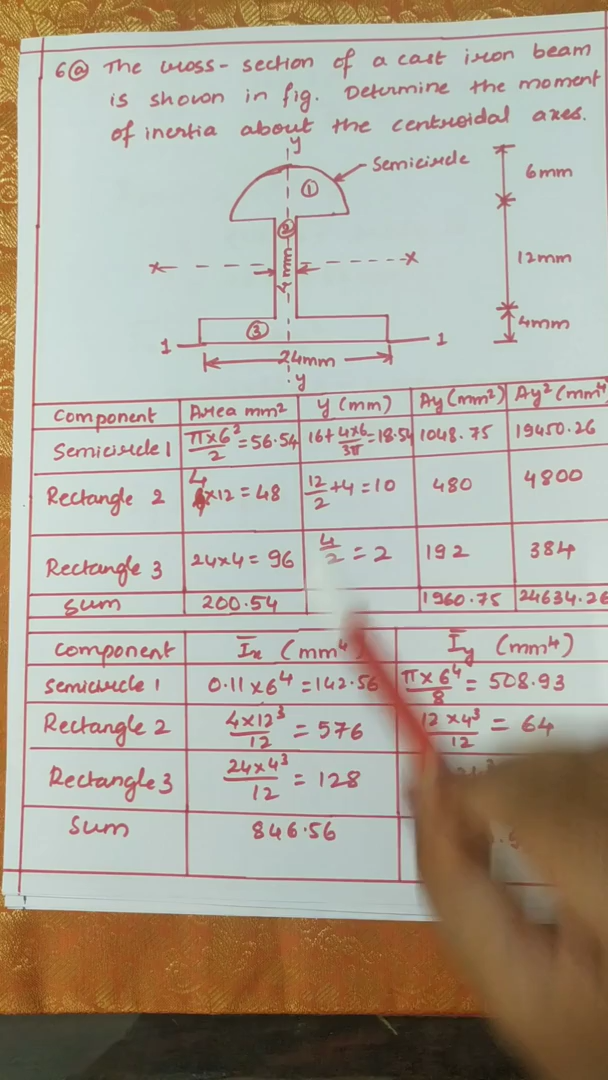 6ⓐ The cross-section of a cast iron beam
is shown in fig. Determine the moment
of inertia about the centroidal axes.
y
Semicircle
①
6mm
②
12mm
x
4mm
x
③
4mm
1
1
24mm
y
Component Area mm² y (mm) Ay (mm²) Ay² (mm⁴
Semicircle 1 π×6²/2 = 56.54 16+4×6/3π=18.54 1048.75 19450.26
Rectangle 2 4×12 = 48 12/2+4 = 10 480 4800
Rectangle 3 24×4 = 96 4/2 = 2 192 384
Sum 200.54 1960.75 24634.26
Component I̅x (mm⁴ I̅y (mm⁴)
Semicircle 1 0.11×6⁴=142.56 π×6⁴/8 = 508.93
Rectangle 2 4×12³/12 = 576 12×4³/12 = 64
Rectangle 3 24×4³/12 = 128
Sum 846.56